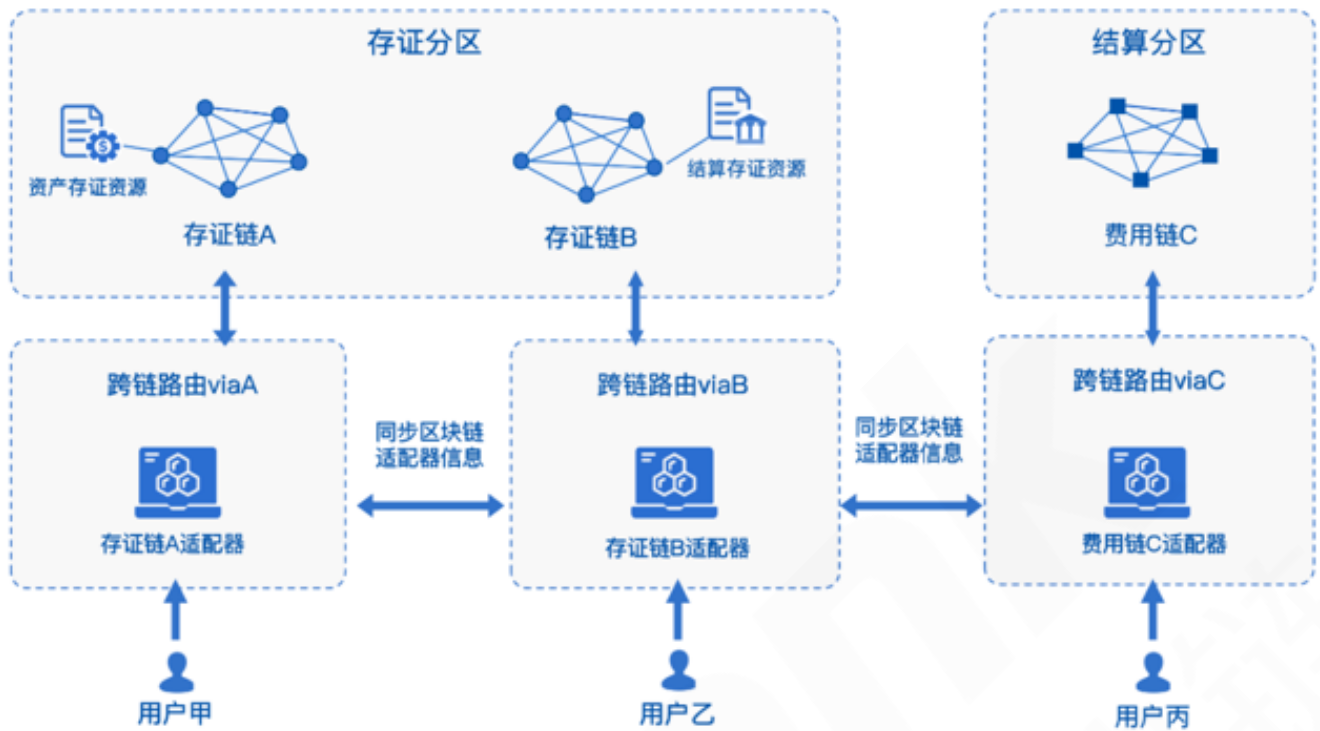 存证分区
结算分区
资产存证资源
结算存证资源
存证链A
存证链B
费用链C
跨链路由viaA
跨链路由viaB
跨链路由viaC
同步区块链
适配器信息
同步区块链
适配器信息
存证链A适配器
存证链B适配器
费用链C适配器
用户甲
用户乙
用户丙